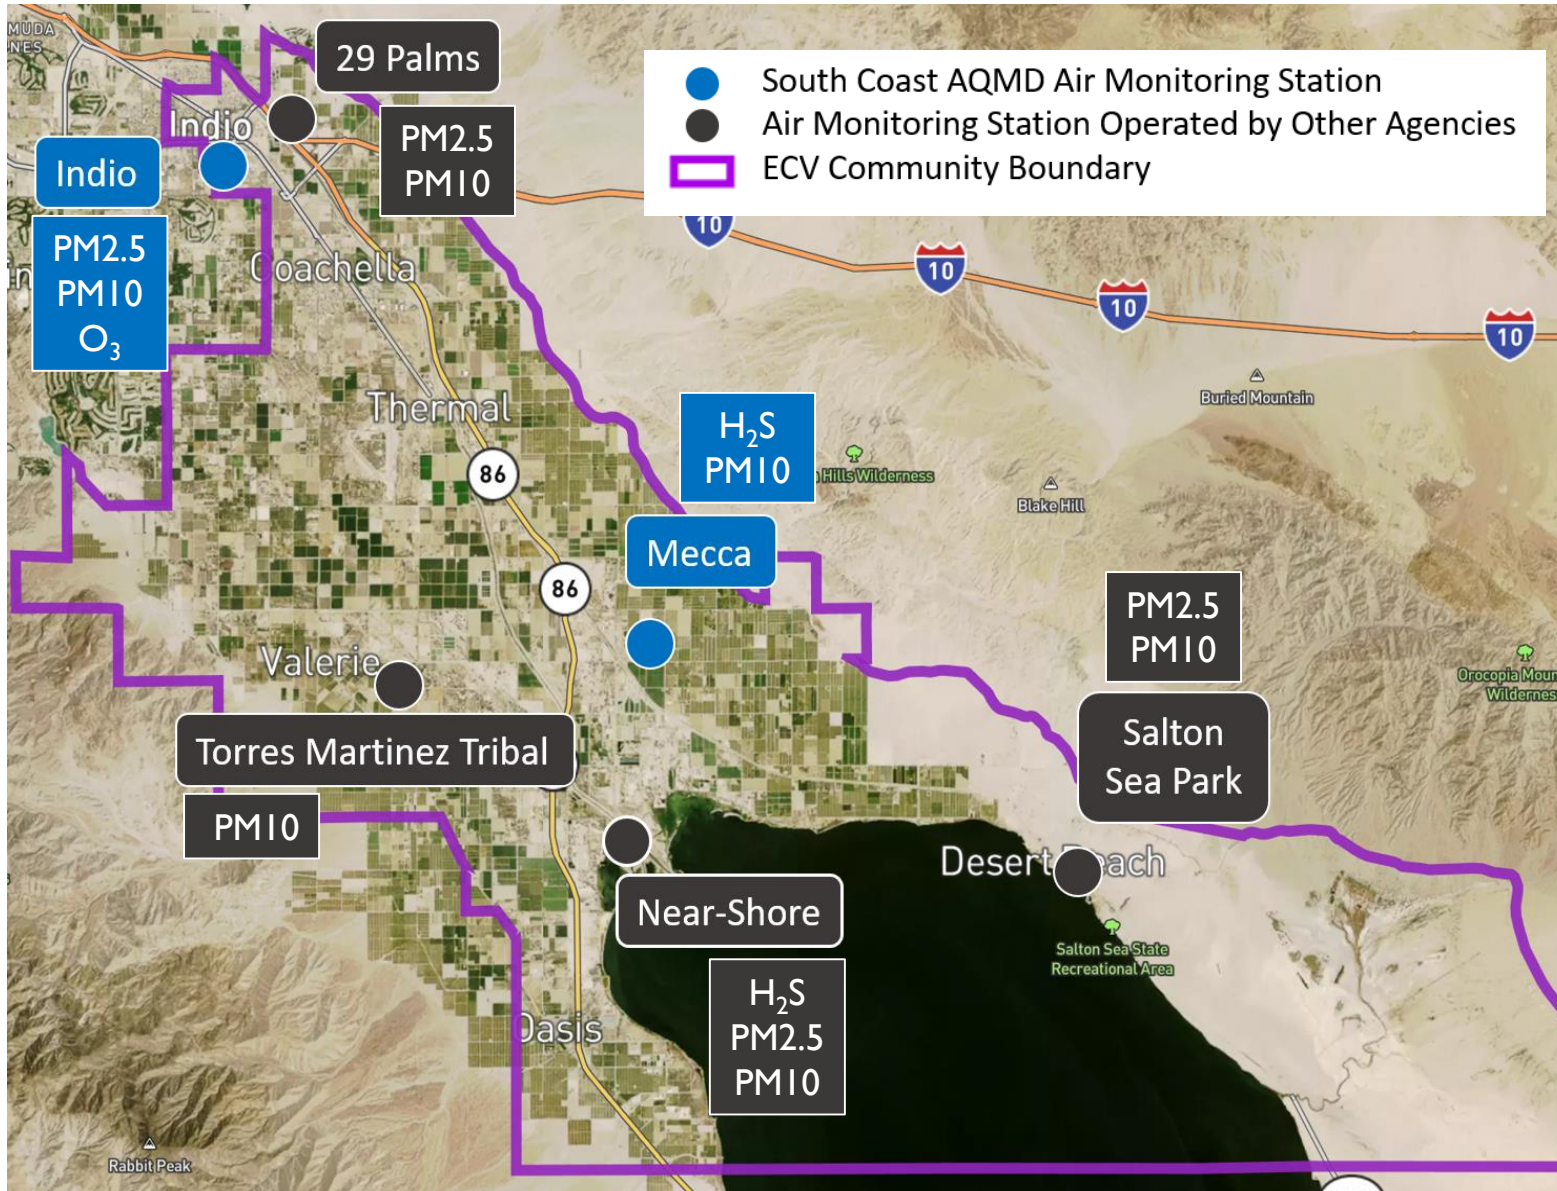 MUDA
NES
29 Palms
PM2.5
PM10
South Coast AQMD Air Monitoring Station
Air Monitoring Station Operated by Other Agencies
ECV Community Boundary
Indio
Indio
PM2.5
PM10
O₃
in
Coachella
10
10
10
10
Thermal
86
Buried Mountain
H₂S
PM10
Hills Wilderness
Blake Hill
Mecca
86
PM2.5
PM10
Valerie
Orocopia Moun
Wildernes
Salton
Sea Park
Torres Martinez Tribal
PM10
Desert Beach
Near-Shore
Salton Sea State
Recreational Area
H₂S
PM2.5
PM10
Oasis
Rabbit Peak